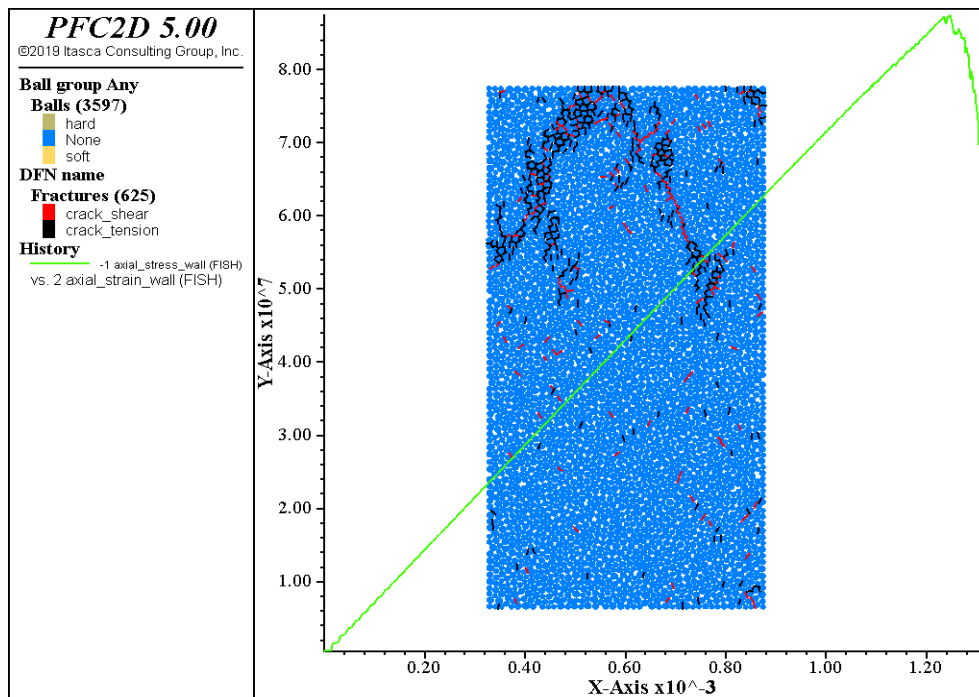 PFC2D 5.00
©2019 Itasca Consulting Group, Inc.
Ball group Any
Balls (3597)
hard
None
soft
DFN name
Fractures (625)
crack_shear
crack_tension
History
-1 axial_stress_wall (FISH)
vs. 2 axial_strain_wall (FISH)
Y-Axis x10^7
8.00
7.00
6.00
5.00
4.00
3.00
2.00
1.00
0.20
0.40
0.60
0.80
1.00
1.20
X-Axis x10^-3